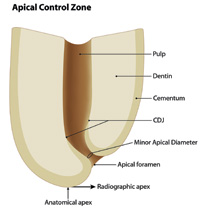 Apical Control Zone
Pulp
Dentin
Cementum
CDJ
Minor Apical Diameter
Apical foramen
Radiographic apex
Anatomical apex